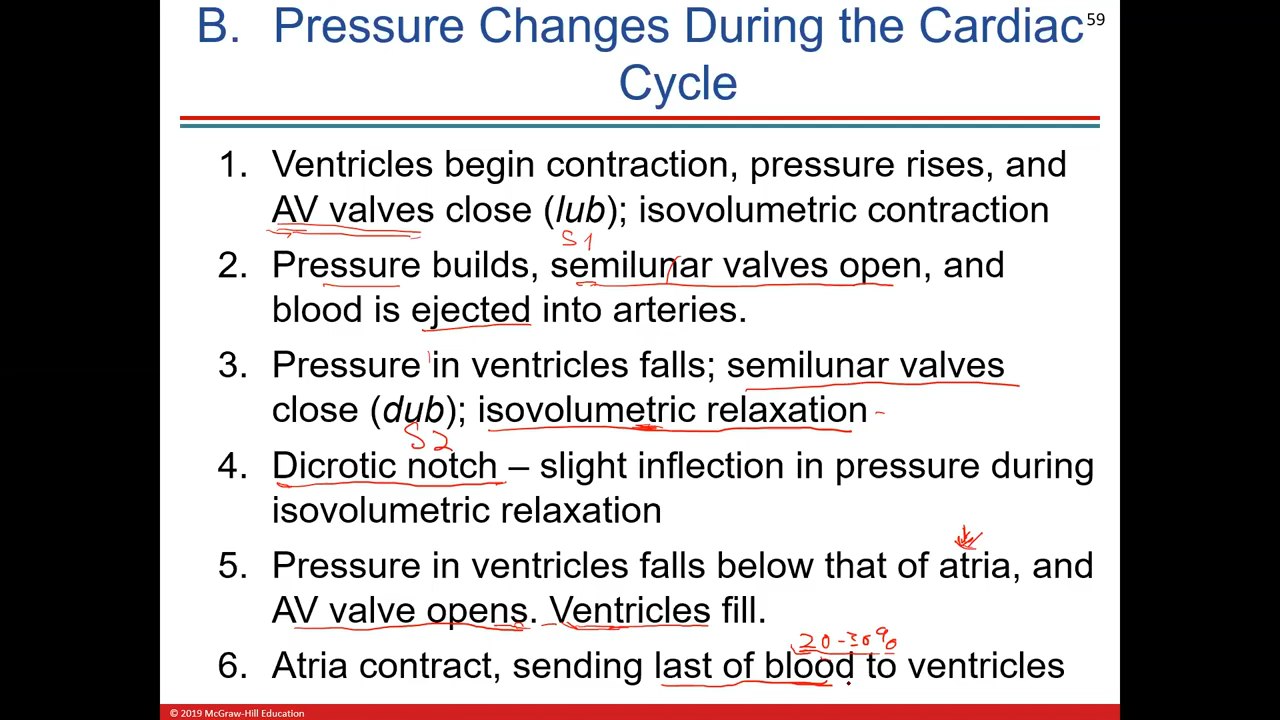 B. Pressure Changes During the Cardiac
59
Cycle
1. Ventricles begin contraction, pressure rises, and
AV valves close (lub); isovolumetric contraction
S1
2. Pressure builds, semilunar valves open, and
blood is ejected into arteries.
3. Pressure in ventricles falls; semilunar valves
close (dub); isovolumetric relaxation
S2
4. Dicrotic notch – slight inflection in pressure during
isovolumetric relaxation
5. Pressure in ventricles falls below that of atria, and
AV valve opens. Ventricles fill.
20-30%
6. Atria contract, sending last of blood to ventricles
© 2019 McGraw-Hill Education